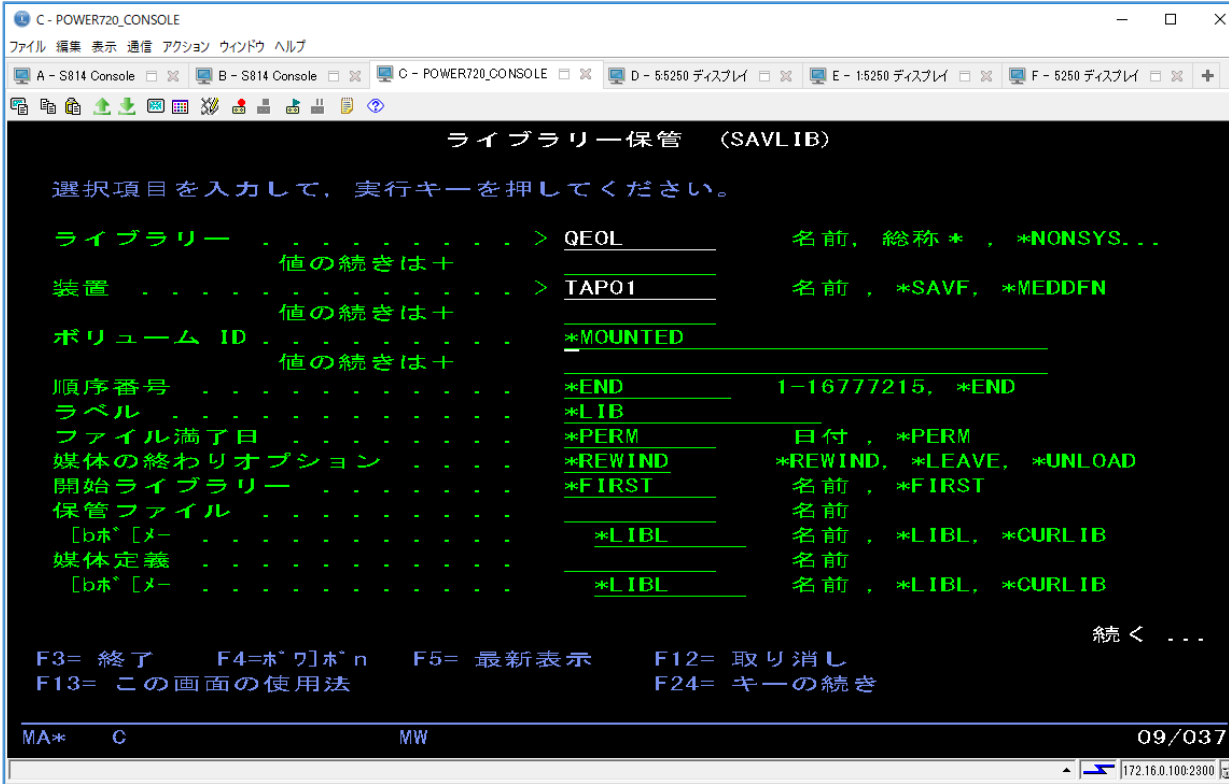 C - POWER720_CONSOLE
ファイル 編集 表示 通信 アクション ウィンドウ ヘルプ
A - S814 Console B - S814 Console C - POWER720_CONSOLE D - 5:5250 ディスプレイ E - 1:5250 ディスプレイ F - 5250 ディスプレイ
ライブラリー保管 (SAVLIB)
選択項目を入力して, 実行キーを押してください。
ライブラリー . . . . . . . . . > QEOL 名前, 総称* , *NONSYS...
値の続きは+
装置 . . . . . . . . . . . . . > TAP01 名前 , *SAVF, *MEDDFN
値の続きは+
ボリューム ID . . . . . . . . . *MOUNTED
値の続きは+
順序番号 . . . . . . . . . . . *END 1-16777215, *END
ラベル . . . . . . . . . . . . *LIB
ファイル満了日 . . . . . . . . *PERM 日付 , *PERM
媒体の終わりオプション . . . . *REWIND *REWIND, *LEAVE, *UNLOAD
開始ライブラリー . . . . . . . *FIRST 名前 , *FIRST
保管ファイル . . . . . . . . . 名前
[bホ゛[メー . . . . . . . . . . . *LIBL 名前 , *LIBL, *CURLIB
媒体定義 . . . . . . . . . . . 名前
[bホ゛[メー . . . . . . . . . . . *LIBL 名前 , *LIBL, *CURLIB
続く ...
F3= 終了 F4=ホ゛ワ]ホ゛n F5= 最新表示 F12= 取り消し
F13= この画面の使用法 F24= キーの続き
MA* C MW 09/037
172.16.0.100:2300